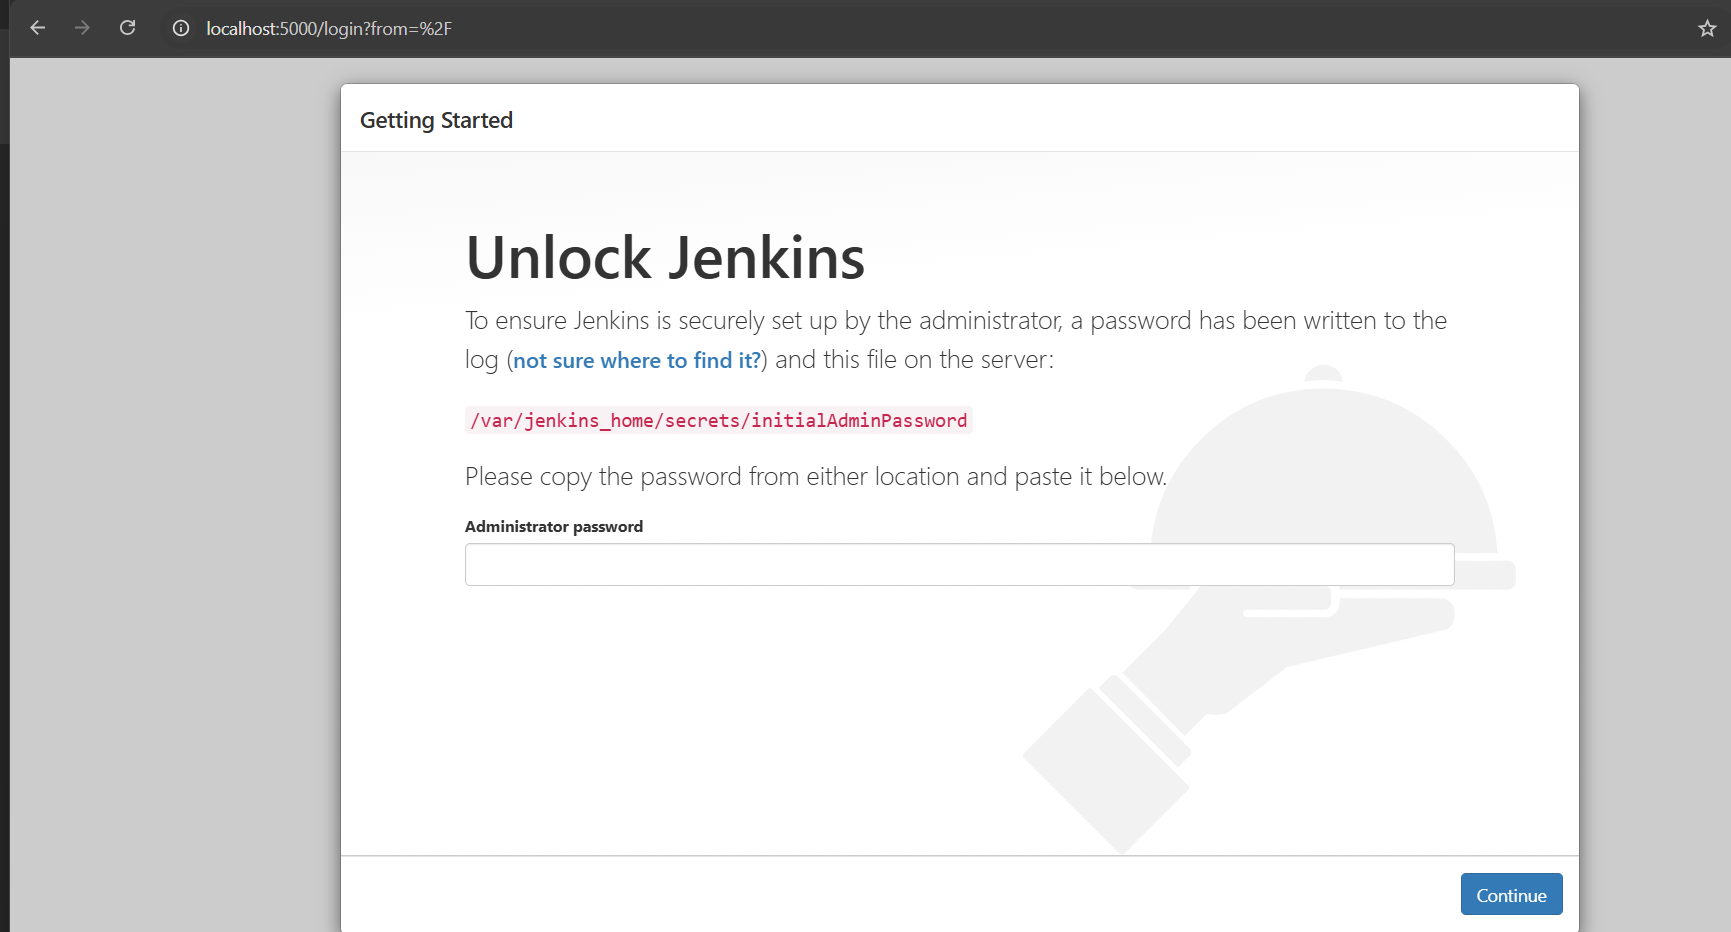 localhost:5000/login?from=%2F
Getting Started
Unlock Jenkins
To ensure Jenkins is securely set up by the administrator, a password has been written to the
log (not sure where to find it?) and this file on the server:
/var/jenkins_home/secrets/initialAdminPassword
Please copy the password from either location and paste it below.
Administrator password
Continue